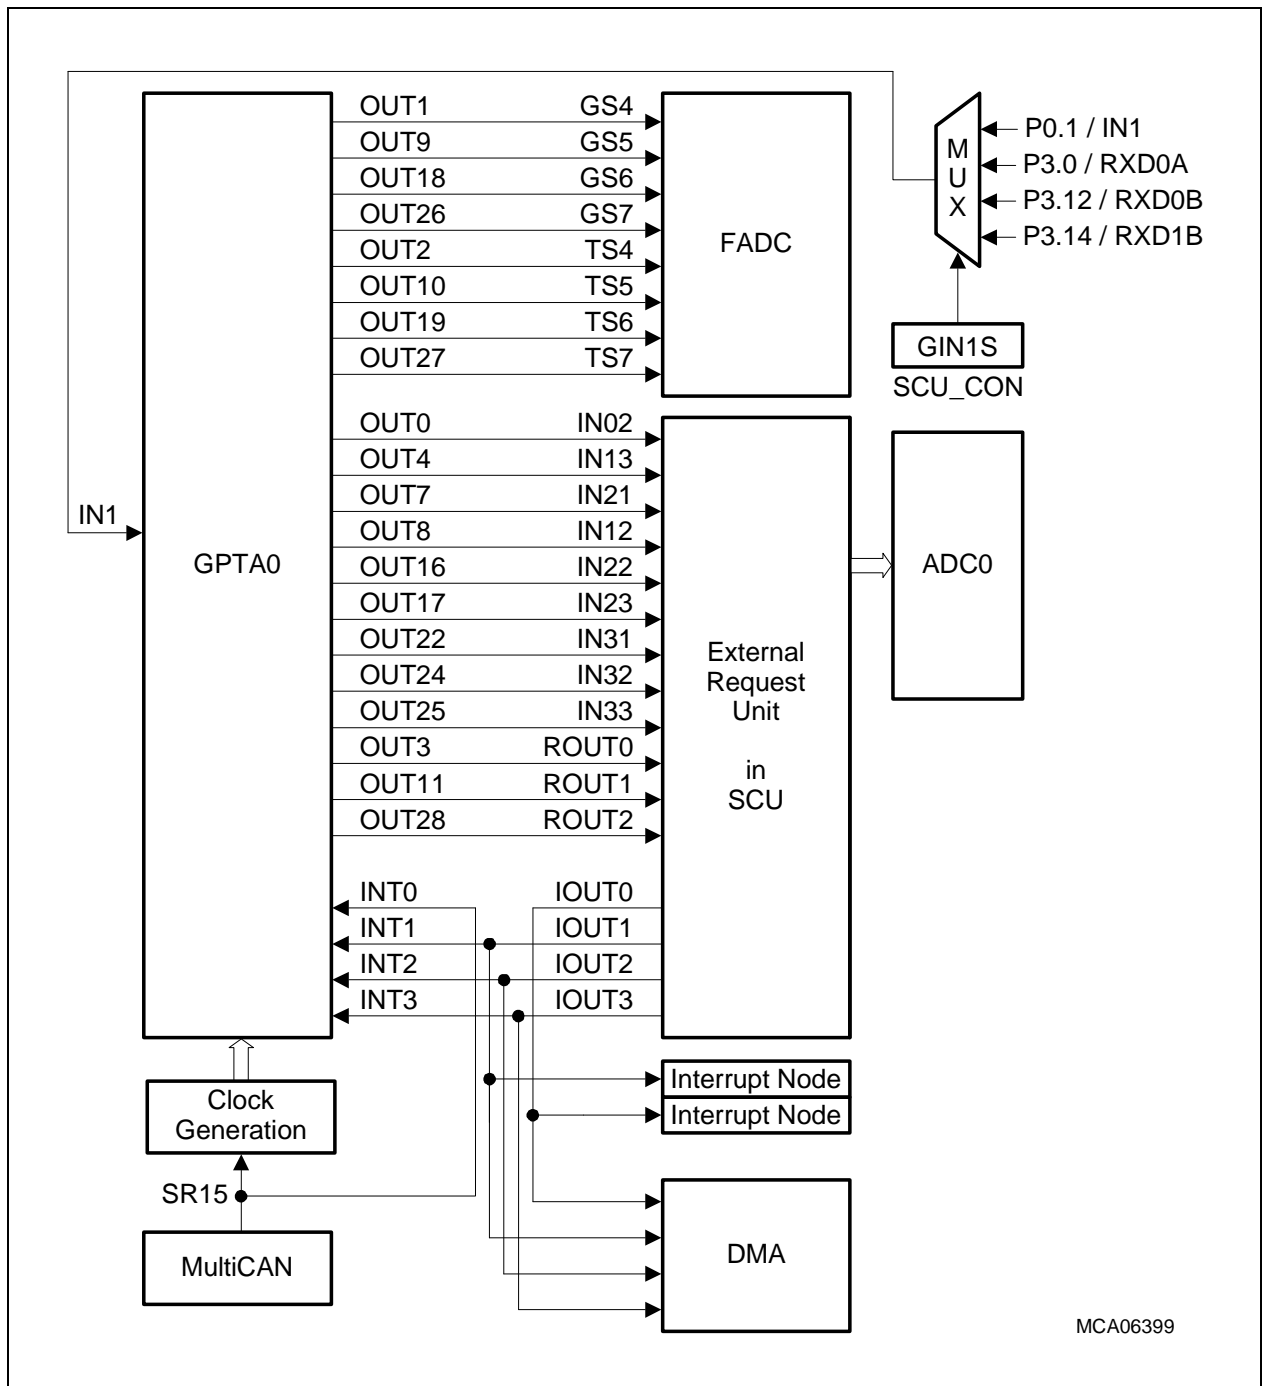 OUT1 GS4
OUT9 GS5
OUT18 GS6
OUT26 GS7
OUT2 TS4
OUT10 TS5
OUT19 TS6
OUT27 TS7
FADC
MUX
P0.1 / IN1
P3.0 / RXD0A
P3.12 / RXD0B
P3.14 / RXD1B
GIN1S
SCU_CON
IN1
GPTA0
OUT0 IN02
OUT4 IN13
OUT7 IN21
OUT8 IN12
OUT16 IN22
OUT17 IN23
OUT22 IN31
OUT24 IN32
OUT25 IN33
OUT3 ROUT0
OUT11 ROUT1
OUT28 ROUT2
External
Request
Unit
in
SCU
ADC0
INT0 IOUT0
INT1 IOUT1
INT2 IOUT2
INT3 IOUT3
Interrupt Node
Interrupt Node
Clock
Generation
SR15
MultiCAN
DMA
MCA06399